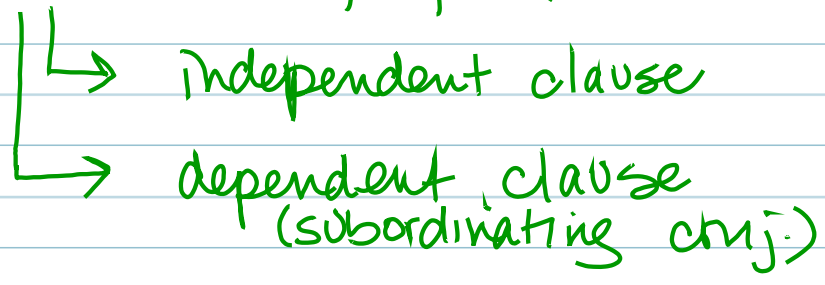 independent clause
dependent clause
(subordinating conj.)